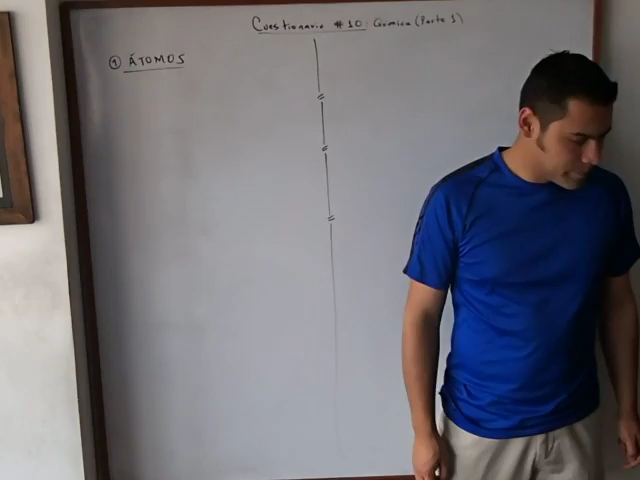 Cuestionario # 10: Química (Parte 1)
① ÁTOMOS